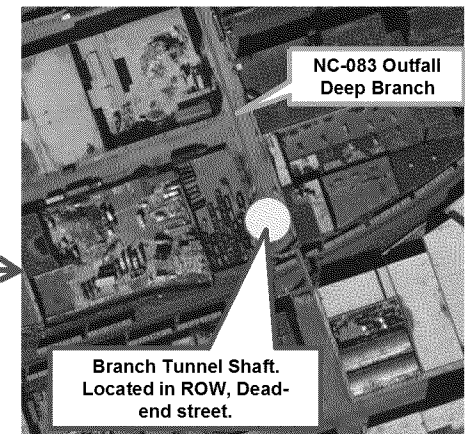 NC-083 Outfall
Deep Branch
Branch Tunnel Shaft.
Located in ROW, Dead-
end street.